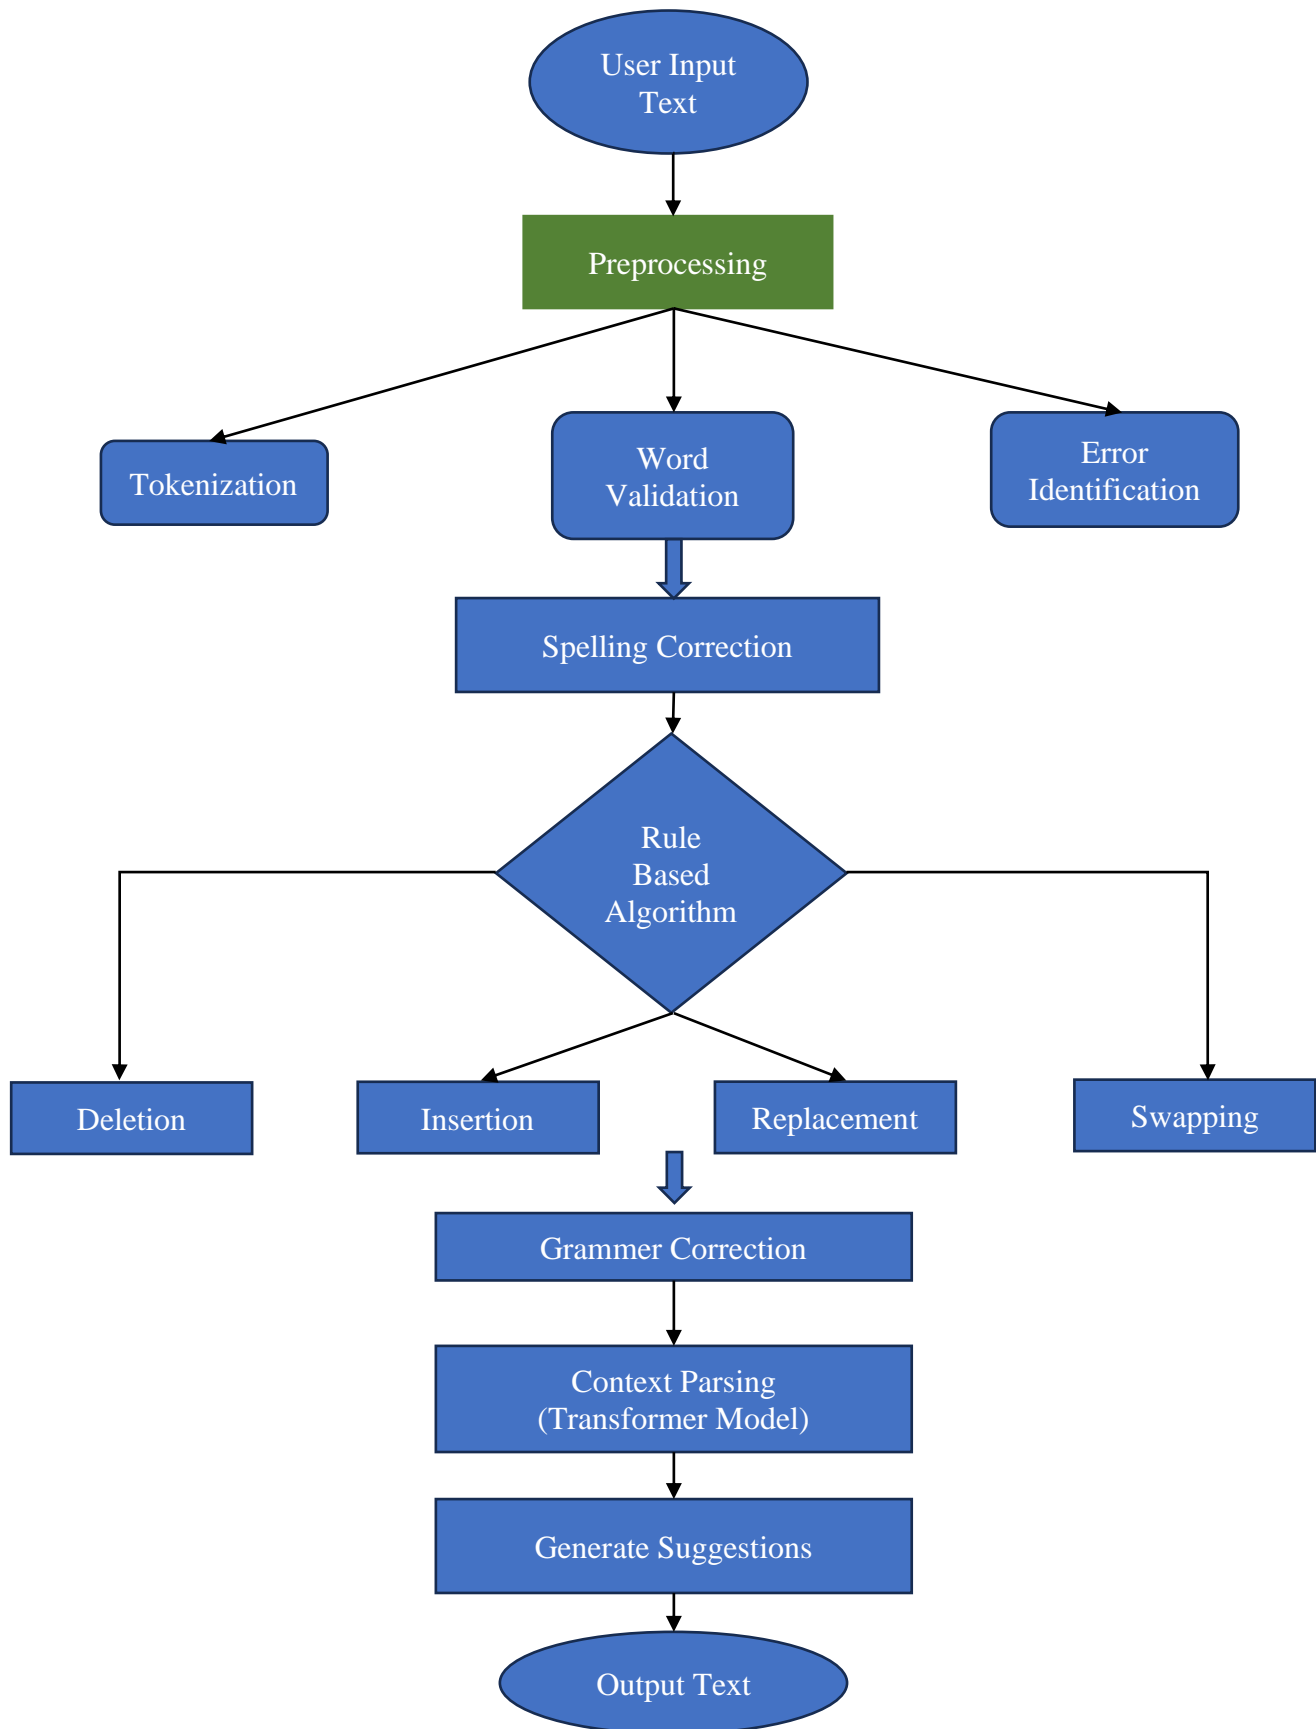 User Input
Text
Preprocessing
Tokenization
Word
Validation
Error
Identification
Spelling Correction
Rule
Based
Algorithm
Deletion
Insertion
Replacement
Swapping
Grammer Correction
Context Parsing
(Transformer Model)
Generate Suggestions
Output Text